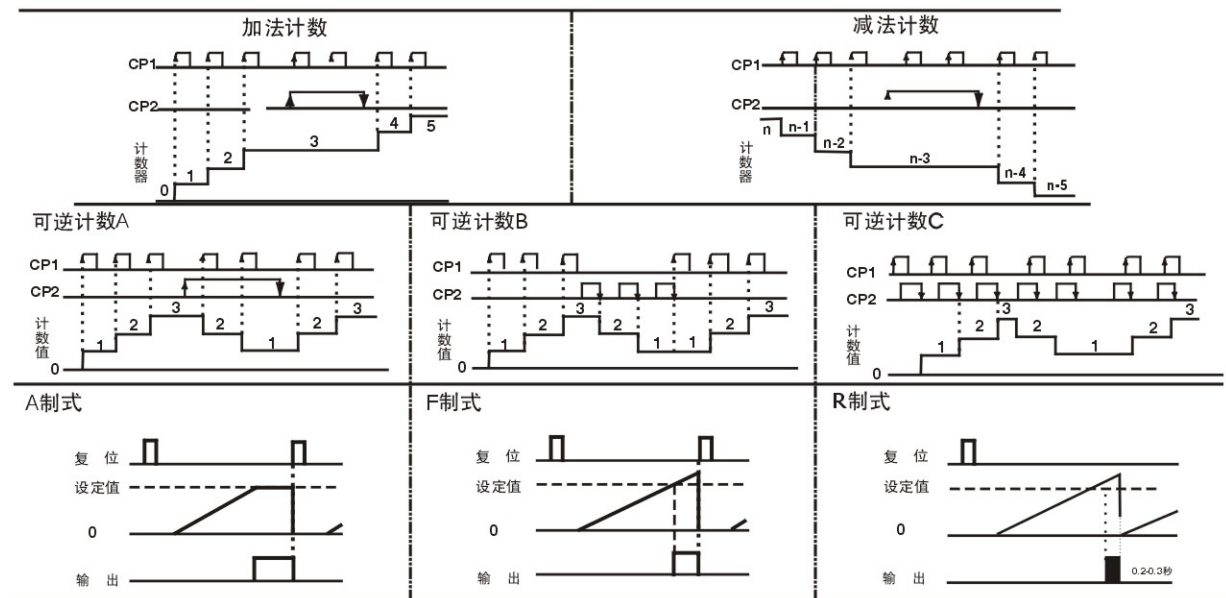 加法计数
CP1
CP2
计数器
0 1 2 3 4 5
减法计数
CP1
CP2
计数器
n n-1 n-2 n-3 n-4 n-5
可逆计数A
CP1
CP2
计数值
0 1 2 3 2 1 2 3
可逆计数B
CP1
CP2
计数值
0 1 2 3 2 1 1 2 3
可逆计数C
CP1
CP2
计数值
0 1 2 3 2 1 2 3
A制式
复 位
设定值
0
输 出
F制式
复 位
设定值
0
输 出
R制式
复 位
设定值
0
输 出
0.2-0.3秒